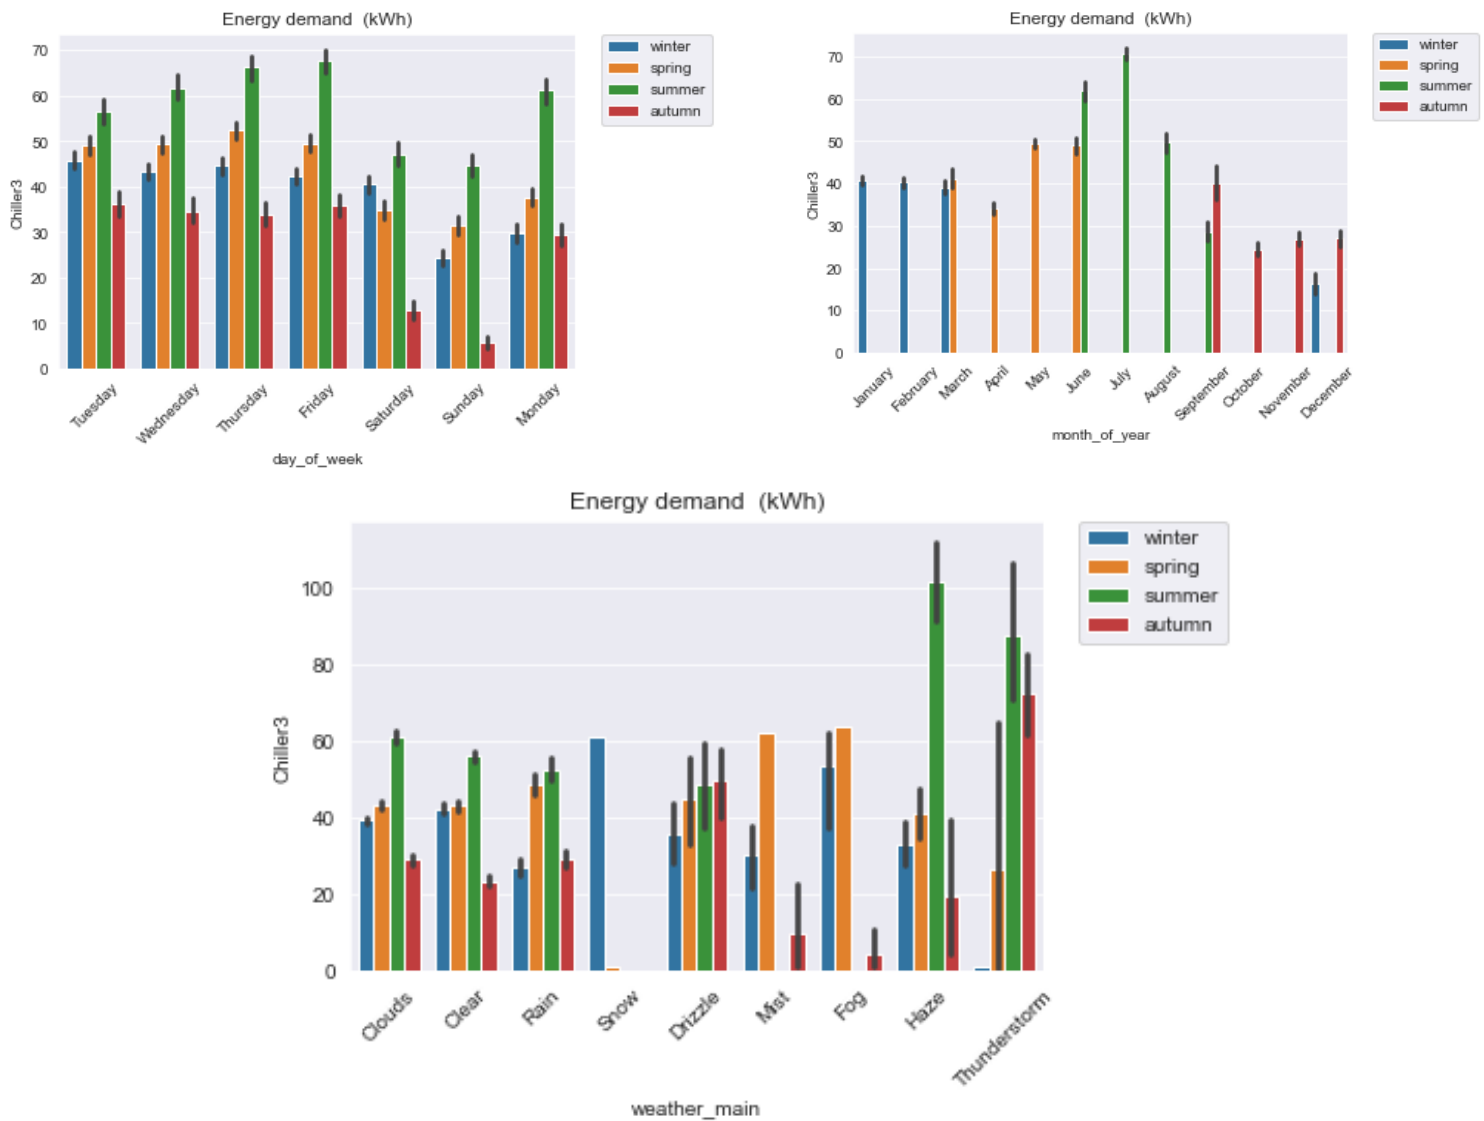 Energy demand  (kWh)
70
60
50
40
30
20
10
0
Chiller3
Tuesday
Wednesday
Thursday
Friday
Saturday
Sunday
Monday
day_of_week
winter
spring
summer
autumn
Energy demand  (kWh)
70
60
50
40
30
20
10
0
Chiller3
January
February
March
April
May
June
July
August
September
October
November
December
month_of_year
winter
spring
summer
autumn
Energy demand  (kWh)
100
80
60
40
20
0
Chiller3
Clouds
Clear
Rain
Snow
Drizzle
Mist
Fog
Haze
Thunderstorm
weather_main
winter
spring
summer
autumn